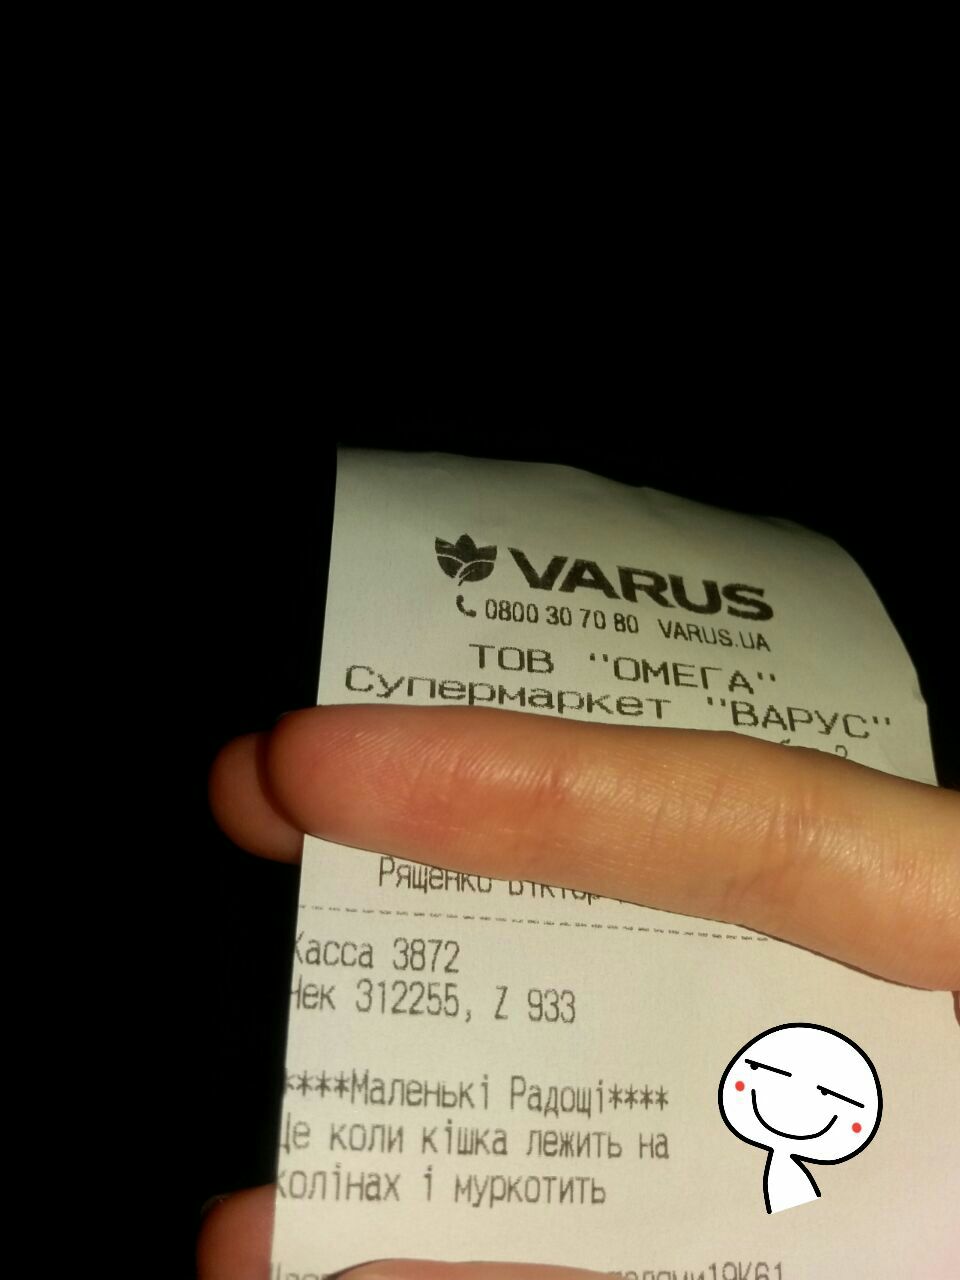 VARUS
0800 30 70 80 VARUS.UA
ТОВ "ОМЕГА"
Супермаркет "ВАРУС"
Рященко
Касса 3872
Чек 312255, Z 933
****Маленькі Радощі****
Це коли кішка лежить на
колінах і муркотить